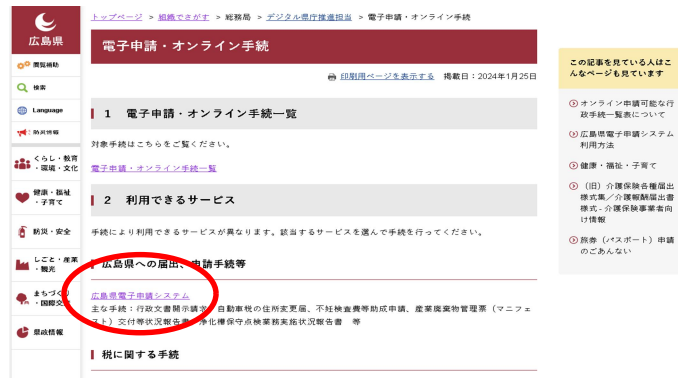 広島県
閲覧補助
検索
Language
防災情報
くらし・教育
・環境・文化
健康・福祉
・子育て
防災・安全
しごと・産業
・観光
まちづくり
・国際交
県政情報
トップページ > 組織でさがす > 総務局 > デジタル県庁推進担当 > 電子申請・オンライン手続
電子申請・オンライン手続
印刷用ページを表示する 掲載日：2024年1月25日
1 電子申請・オンライン手続一覧
対象手続はこちらをご覧ください。
電子申請・オンライン手続一覧
2 利用できるサービス
手続により利用できるサービスが異なります。該当するサービスを選んで手続を行ってください。
広島県への届出、申請手続等
広島県電子申請システム
主な手続：行政文書開示請求、自動車税の住所変更届、不妊検査費等助成申請、産業廃棄物管理票（マニフェ
スト）交付等状況報告書、浄化槽保守点検業務実施状況報告書 等
税に関する手続
この記事を見ている人はこ
んなページも見ています
オンライン申請可能な行
政手続一覧表について
広島県電子申請システム
利用方法
健康・福祉・子育て
（旧）介護保険各種届出
様式集／介護報酬届出書
様式 - 介護保険事業者向
け情報
旅券（パスポート）申請
のごあんない